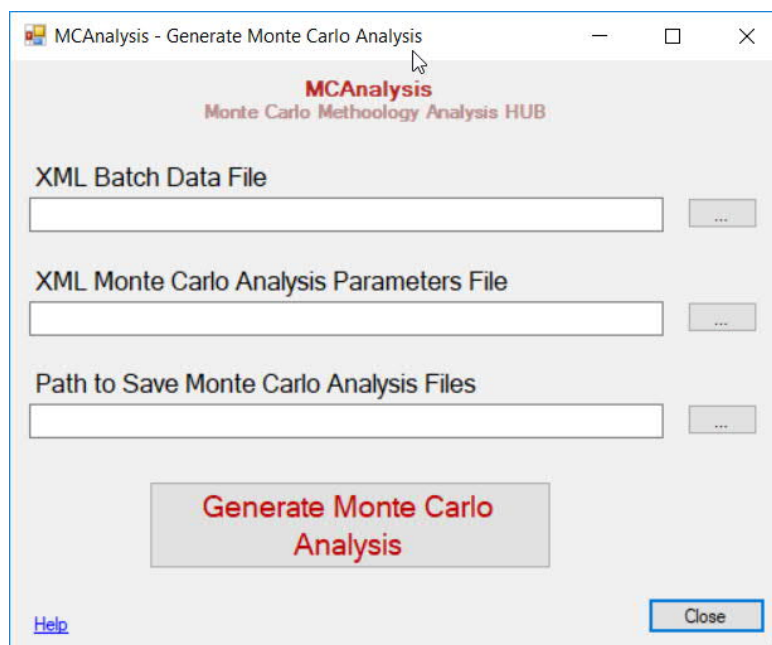 MCAnalysis - Generate Monte Carlo Analysis
MCAnalysis
Monte Carlo Methoology Analysis HUB
XML Batch Data File
...
XML Monte Carlo Analysis Parameters File
...
Path to Save Monte Carlo Analysis Files
...
Generate Monte Carlo
Analysis
Help
Close